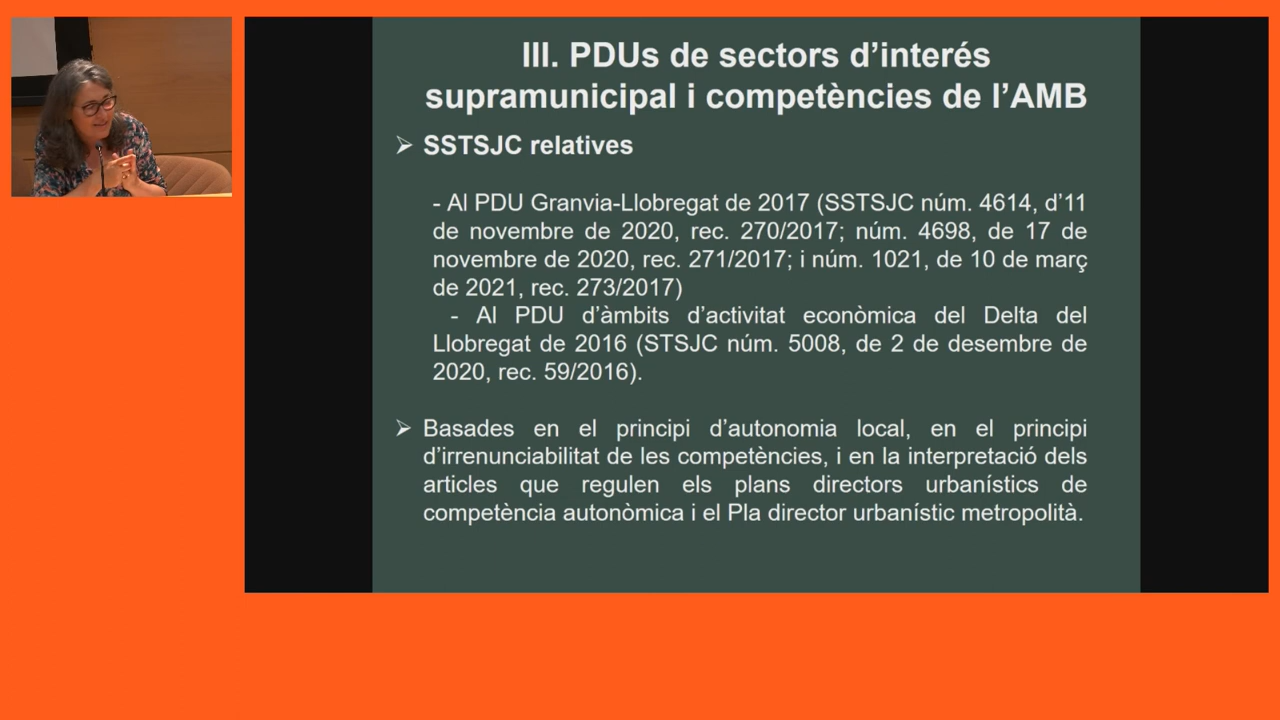 III. PDUs de sectors d’interés
supramunicipal i competències de l’AMB
➢ SSTSJC relatives
- Al PDU Granvia-Llobregat de 2017 (SSTSJC núm. 4614, d’11
de novembre de 2020, rec. 270/2017; núm. 4698, de 17 de
novembre de 2020, rec. 271/2017; i núm. 1021, de 10 de març
de 2021, rec. 273/2017)
- Al PDU d’àmbits d’activitat econòmica del Delta del
Llobregat de 2016 (STSJC núm. 5008, de 2 de desembre de
2020, rec. 59/2016).
➢ Basades en el principi d’autonomia local, en el principi
d’irrenunciabilitat de les competències, i en la interpretació dels
articles que regulen els plans directors urbanístics de
competència autonòmica i el Pla director urbanístic metropolità.